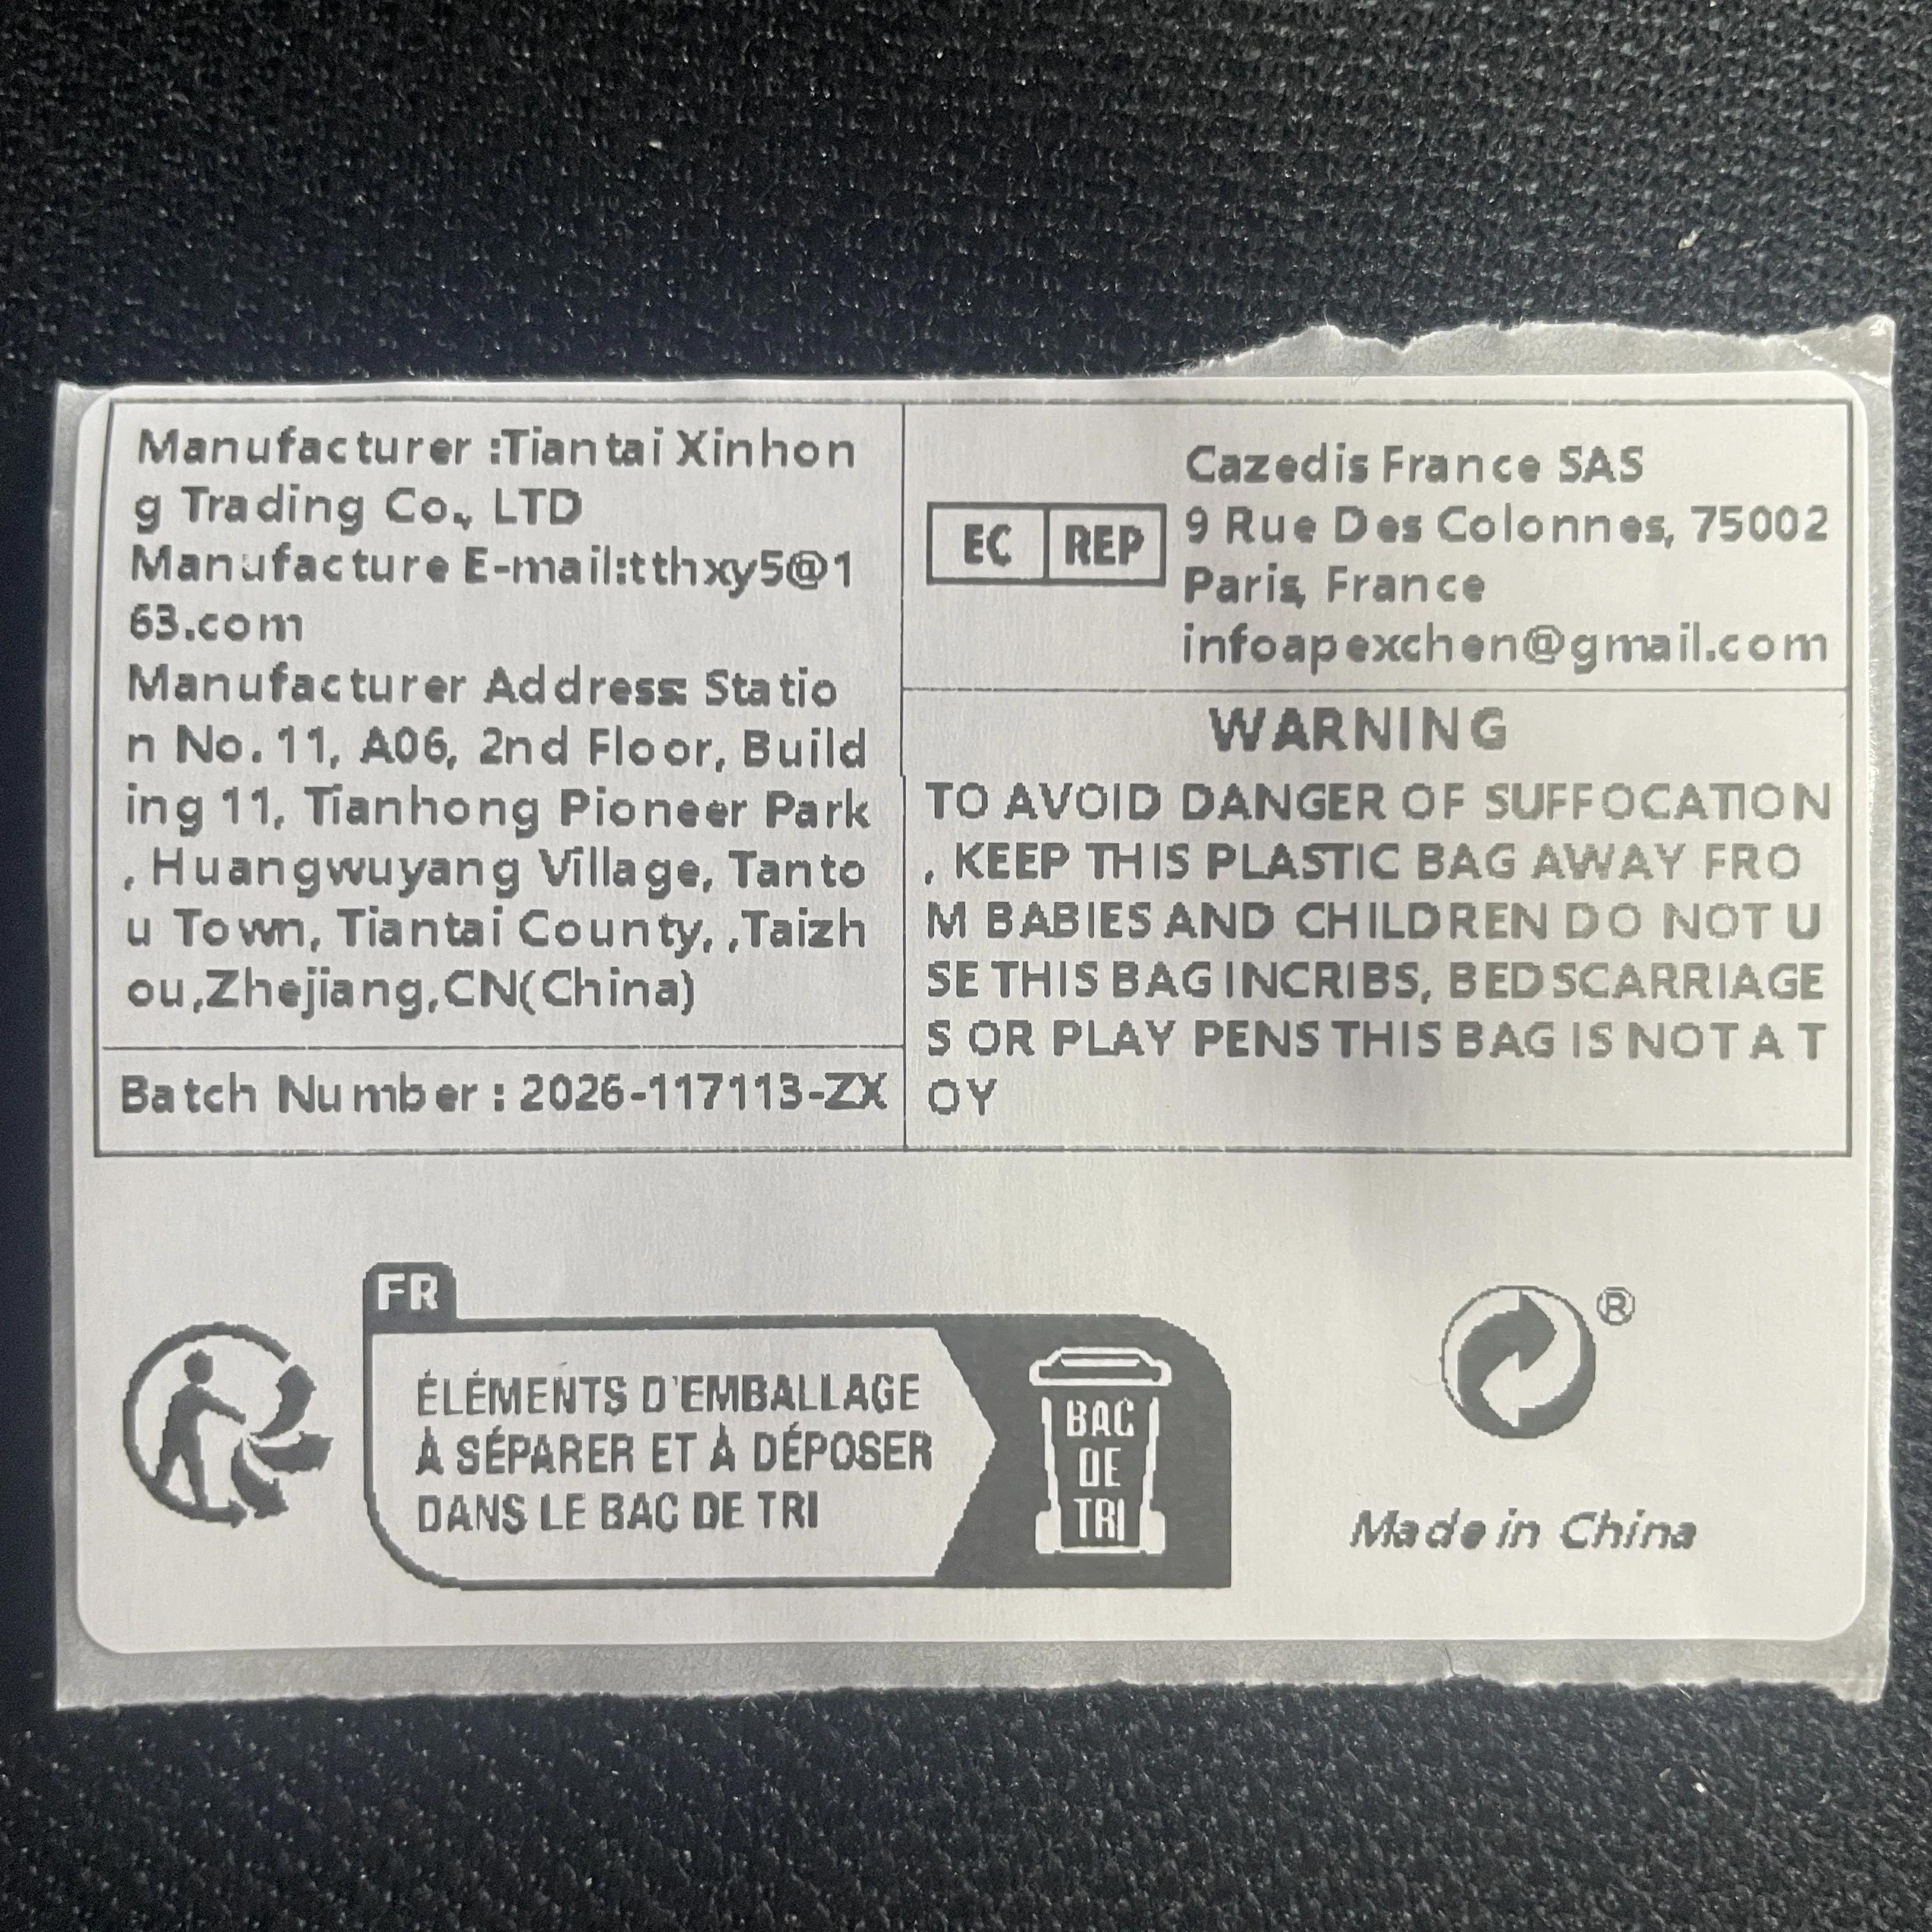 Manufacturer :Tiantai Xinhon
g Trading Co., LTD
Manufacture E-mail:tthxy5@1
63.com
Manufacturer Address: Statio
n No. 11, A06, 2nd Floor, Build
ing 11, Tianhong Pioneer Park
, Huangwuyang Village, Tanto
u Town, Tiantai County, ,Taizh
ou,Zhejiang,CN(China)
Batch Number : 2026-117113-ZX
EC REP
Cazedis France SAS
9 Rue Des Colonnes, 75002
Paris, France
infoapexchen@gmail.com
WARNING
TO AVOID DANGER OF SUFFOCATION
, KEEP THIS PLASTIC BAG AWAY FRO
M BABIES AND CHILDREN DO NOT U
SE THIS BAG INCRIBS, BEDSCARRIAGE
S OR PLAY PENS THIS BAG IS NOT A T
OY
FR
ÉLÉMENTS D'EMBALLAGE
À SÉPARER ET À DÉPOSER
DANS LE BAC DE TRI
BAC
DE
TRI
®
Made in China